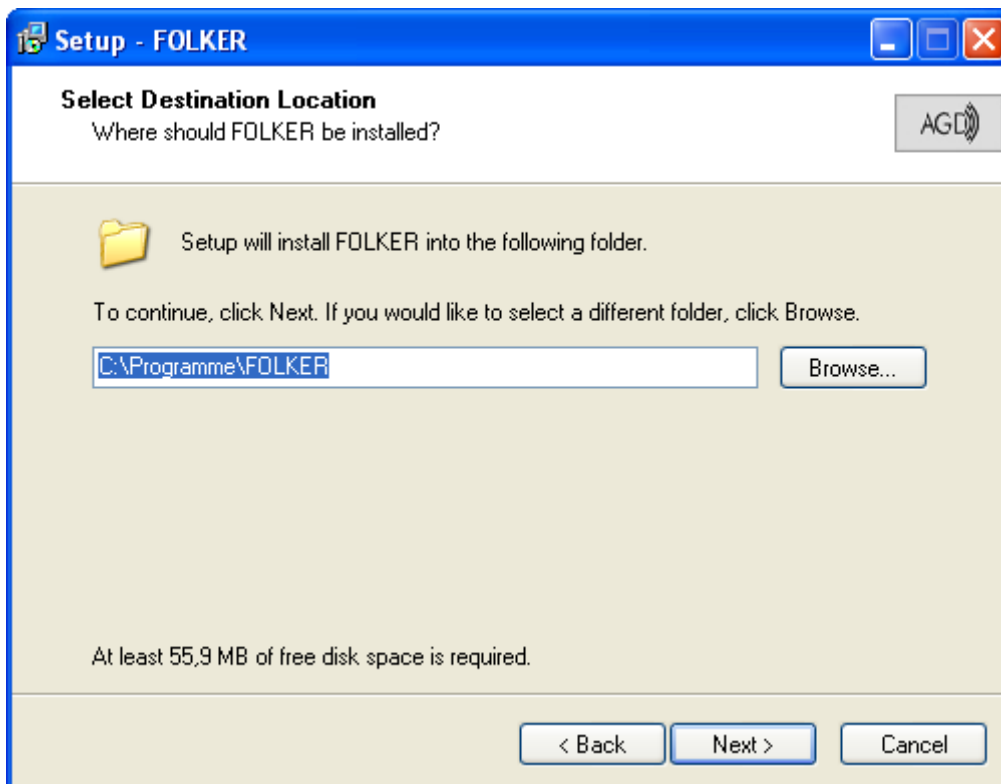 Setup - FOLKER
Select Destination Location
Where should FOLKER be installed?
AGD
Setup will install FOLKER into the following folder.
To continue, click Next. If you would like to select a different folder, click Browse.
C:\Programme\FOLKER
Browse...
At least 55,9 MB of free disk space is required.
< Back
Next >
Cancel